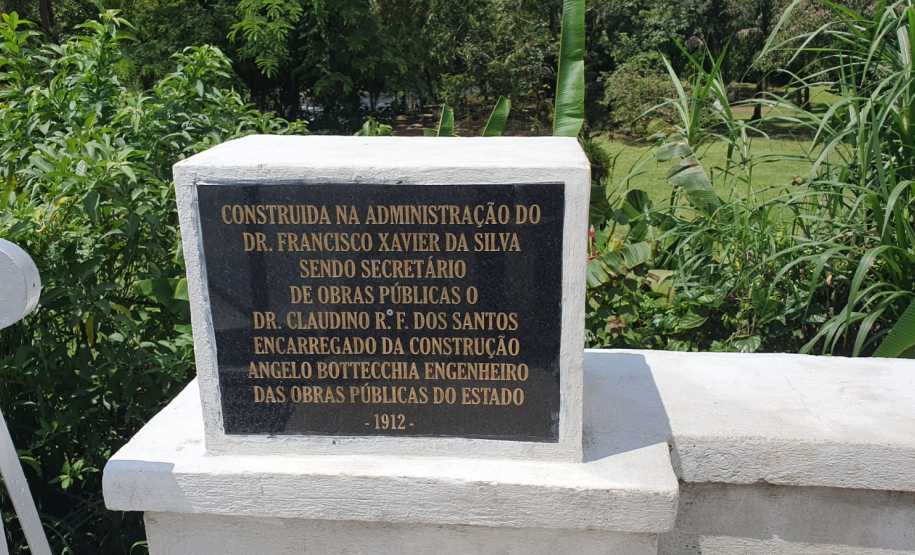 CONSTRUIDA NA ADMINISTRAÇÃO DO
DR. FRANCISCO XAVIER DA SILVA
SENDO SECRETÁRIO
DE OBRAS PÚBLICAS O
DR. CLAUDINO R.º F. DOS SANTOS
ENCARREGADO DA CONSTRUÇÃO
ANGELO BOTTECCHIA ENGENHEIRO
DAS OBRAS PÚBLICAS DO ESTADO
- 1912 -